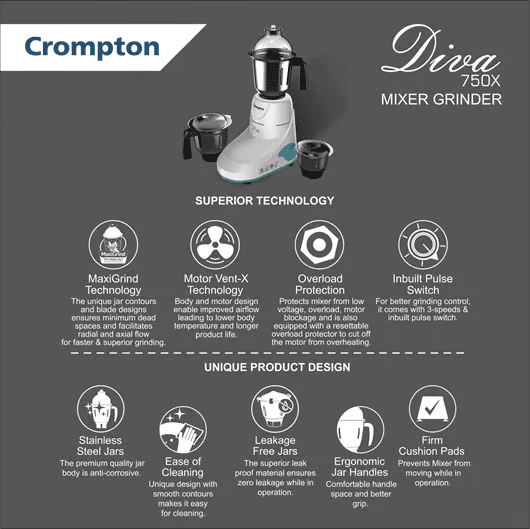 Crompton
Diva
750X
MIXER GRINDER
SUPERIOR TECHNOLOGY
MaxiGrind
MaxiGrind
Technology
The unique jar contours
and blade designs
ensures minimum dead
spaces and facilitates
radial and axial flow
for faster & superior grinding.
Motor Vent-X
Technology
Body and motor design
enable improved airflow
leading to lower body
temperature and longer
product life.
Overload
Protection
Protects mixer from low
voltage, overload, motor
blockage and is also
equipped with a resettable
overload protector to cut off
the motor from overheating.
Inbuilt Pulse
Switch
For better grinding control,
it comes with 3-speeds &
inbuilt pulse switch.
UNIQUE PRODUCT DESIGN
Stainless
Steel Jars
The premium quality jar
body is anti-corrosive.
Ease of
Cleaning
Unique design with
smooth contours
makes it easy
for cleaning.
Leakage
Free Jars
The superior leak
proof material ensures
zero leakage while in
operation.
Ergonomic
Jar Handles
Comfortable handle
space and better
grip.
Firm
Cushion Pads
Prevents Mixer from
moving while in
operation.